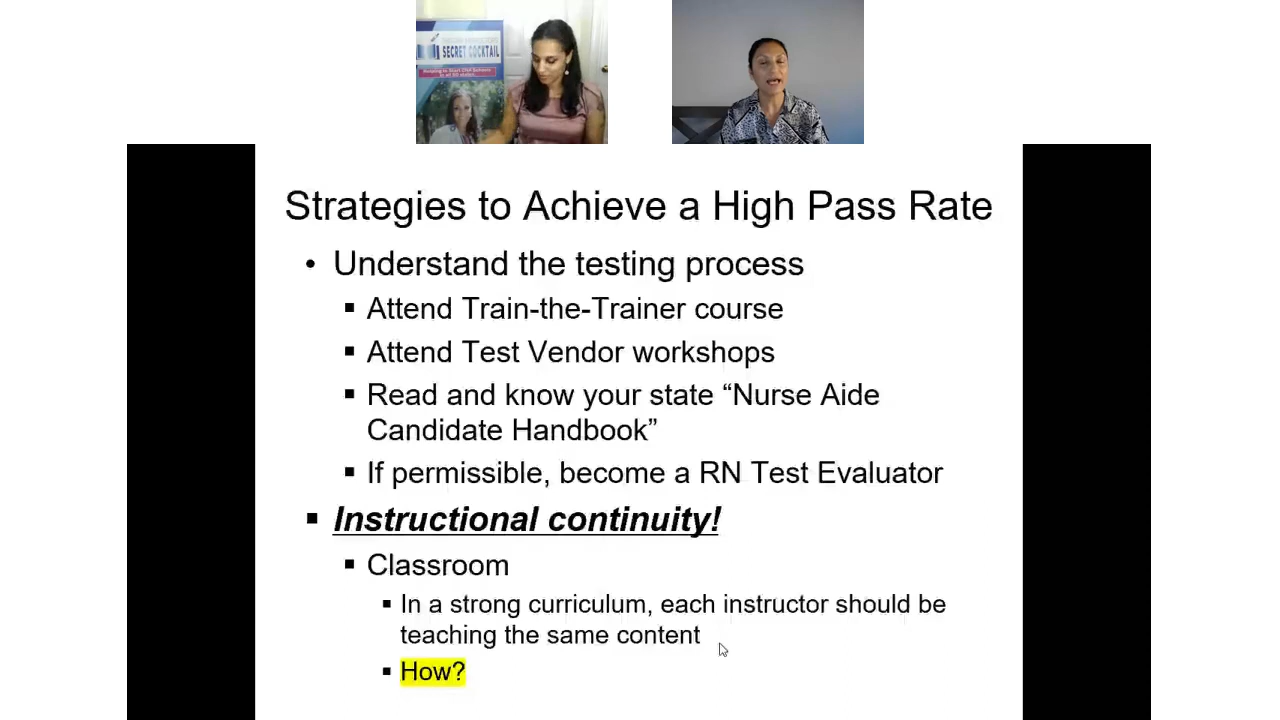 SECRET COCKTAIL
Strategies to Achieve a High Pass Rate
• Understand the testing process
▪ Attend Train-the-Trainer course
▪ Attend Test Vendor workshops
▪ Read and know your state “Nurse Aide
Candidate Handbook”
▪ If permissible, become a RN Test Evaluator
▪ Instructional continuity!
▪ Classroom
▪ In a strong curriculum, each instructor should be
teaching the same content
▪ How?